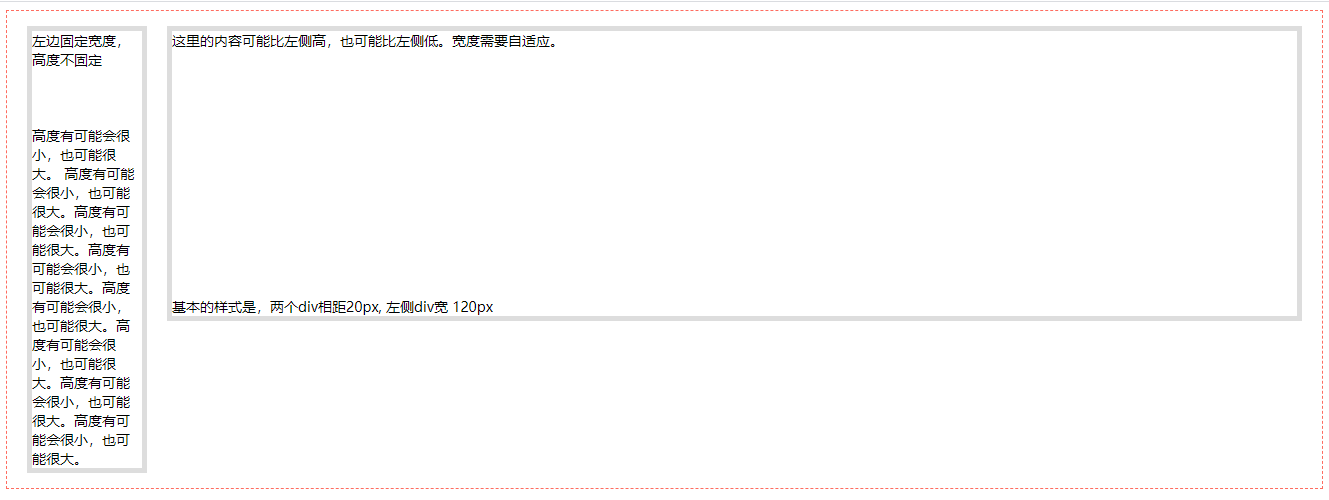 左边固定宽度，
高度不固定
高度有可能会很
小，也可能很
大。 高度有可能
会很小，也可能
很大。高度有可
能会很小，也可
能很大。高度有
可能会很小，也
可能很大。高度
有可能会很小，
也可能很大。高
度有可能会很
小，也可能很
大。高度有可能
会很小，也可能
很大。高度有可
能会很小，也可
能很大。
这里的内容可能比左侧高，也可能比左侧低。宽度需要自适应。
基本的样式是，两个div相距20px, 左侧div宽 120px